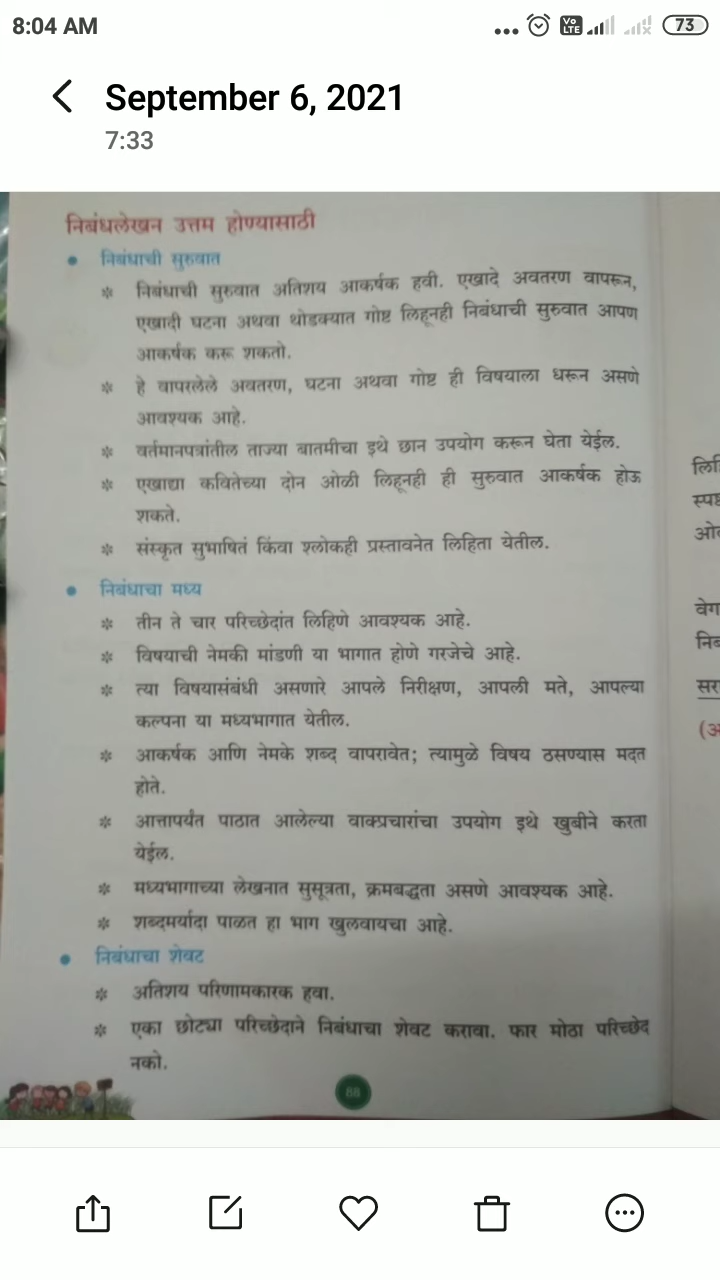 8:04 AM
Vo
LTE
73
September 6, 2021
7:33
निबंधलेखन उत्तम होण्यासाठी
• निबंधाची सुरुवात
* निबंधाची सुरुवात अतिशय आकर्षक हवी. एखादे अवतरण वापरून,
एखादी घटना अथवा थोडक्यात गोष्ट लिहूनही निबंधाची सुरुवात आपण
आकर्षक करू शकतो.
* हे वापरलेले अवतरण, घटना अथवा गोष्ट ही विषयाला धरून असणे
आवश्यक आहे.
* वर्तमानपत्रांतील ताज्या बातमीचा इथे छान उपयोग करून घेता येईल.
* एखाद्या कवितेच्या दोन ओळी लिहूनही ही सुरुवात आकर्षक होऊ
शकते.
* संस्कृत सुभाषितं किंवा श्लोकही प्रस्तावनेत लिहिता येतील.
• निबंधाचा मध्य
* तीन ते चार परिच्छेदांत लिहिणे आवश्यक आहे.
* विषयाची नेमकी मांडणी या भागात होणे गरजेचे आहे.
* त्या विषयासंबंधी असणारे आपले निरीक्षण, आपली मते, आपल्या
कल्पना या मध्यभागात येतील.
* आकर्षक आणि नेमके शब्द वापरावेत; त्यामुळे विषय ठसण्यास मदत
होते.
* आत्तापर्यंत पाठात आलेल्या वाक्प्रचारांचा उपयोग इथे खुबीने करता
येईल.
* मध्यभागाच्या लेखनात सुसूत्रता, क्रमबद्धता असणे आवश्यक आहे.
* शब्दमर्यादा पाळत हा भाग खुलवायचा आहे.
• निबंधाचा शेवट
* अतिशय परिणामकारक हवा.
* एका छोट्या परिच्छेदाने निबंधाचा शेवट करावा. फार मोठा परिच्छेद
नको.
88